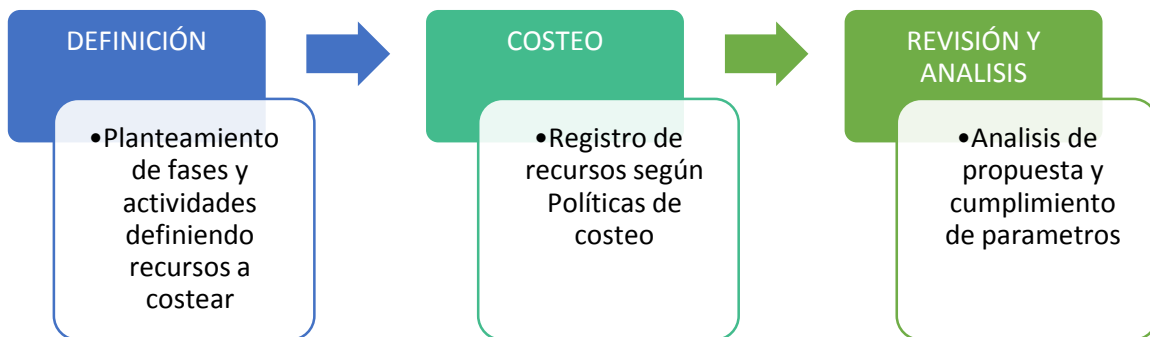 DEFINICIÓN
•Planteamiento
de fases y
actividades
definiendo
recursos a
costear
COSTEO
•Registro de
recursos según
Políticas de
costeo
REVISIÓN Y
ANALISIS
•Analisis de
propuesta y
cumplimiento
de parametros